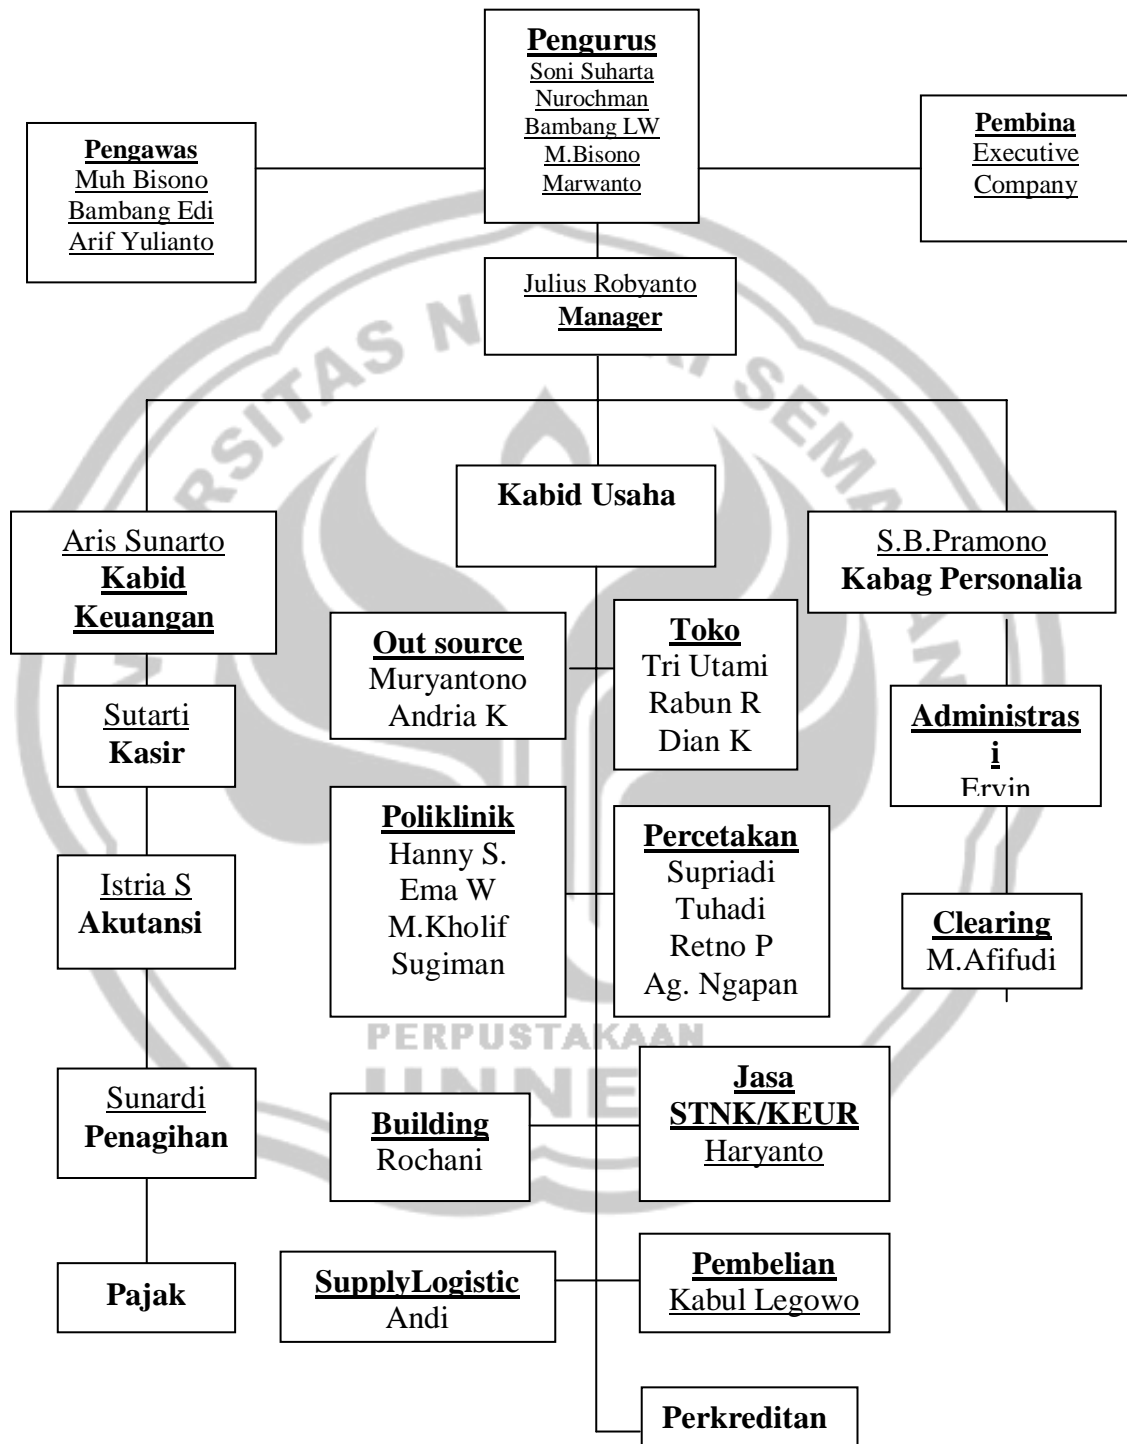 Pengurus
Soni Suharta
Nurochman
Bambang LW
M.Bisono
Marwanto
Pengawas
Muh Bisono
Bambang Edi
Arif Yulianto
Pembina
Executive
Company
Julius Robyanto
Manager
Kabid Usaha
Aris Sunarto
Kabid
Keuangan
S.B.Pramono
Kabag Personalia
Out source
Muryantono
Andria K
Toko
Tri Utami
Rabun R
Dian K
Sutarti
Kasir
Administras
i
Ervin
Poliklinik
Hanny S.
Ema W
M.Kholif
Sugiman
Percetakan
Supriadi
Tuhadi
Retno P
Ag. Ngapan
Istria S
Akutansi
Clearing
M.Afifudi
PERPUSTAKAAN
Sunardi
Penagihan
Building
Rochani
Jasa
STNK/KEUR
Haryanto
Pajak
SupplyLogistic
Andi
Pembelian
Kabul Legowo
Perkreditan